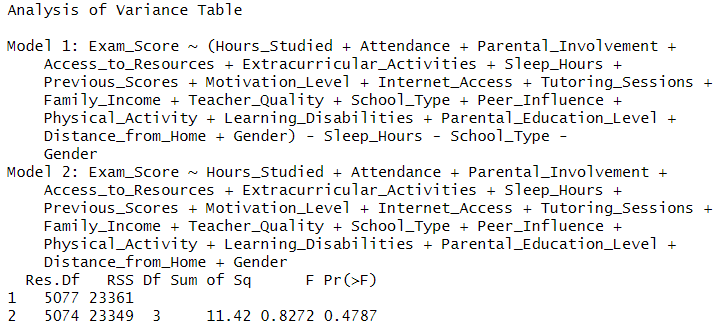 Analysis of Variance Table

Model 1: Exam_Score ~ (Hours_Studied + Attendance + Parental_Involvement +
    Access_to_Resources + Extracurricular_Activities + Sleep_Hours +
    Previous_Scores + Motivation_Level + Internet_Access + Tutoring_Sessions +
    Family_Income + Teacher_Quality + School_Type + Peer_Influence +
    Physical_Activity + Learning_Disabilities + Parental_Education_Level +
    Distance_from_Home + Gender) - Sleep_Hours - School_Type -
    Gender
Model 2: Exam_Score ~ Hours_Studied + Attendance + Parental_Involvement +
    Access_to_Resources + Extracurricular_Activities + Sleep_Hours +
    Previous_Scores + Motivation_Level + Internet_Access + Tutoring_Sessions +
    Family_Income + Teacher_Quality + School_Type + Peer_Influence +
    Physical_Activity + Learning_Disabilities + Parental_Education_Level +
    Distance_from_Home + Gender
  Res.Df   RSS Df Sum of Sq      F Pr(>F)
1   5077 23361
2   5074 23349  3     11.42 0.8272 0.4787